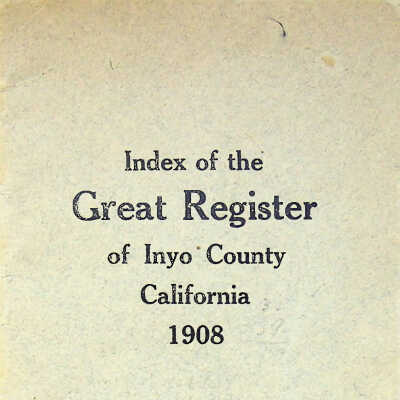 Index of the
Great Register
of Inyo County
California
1908